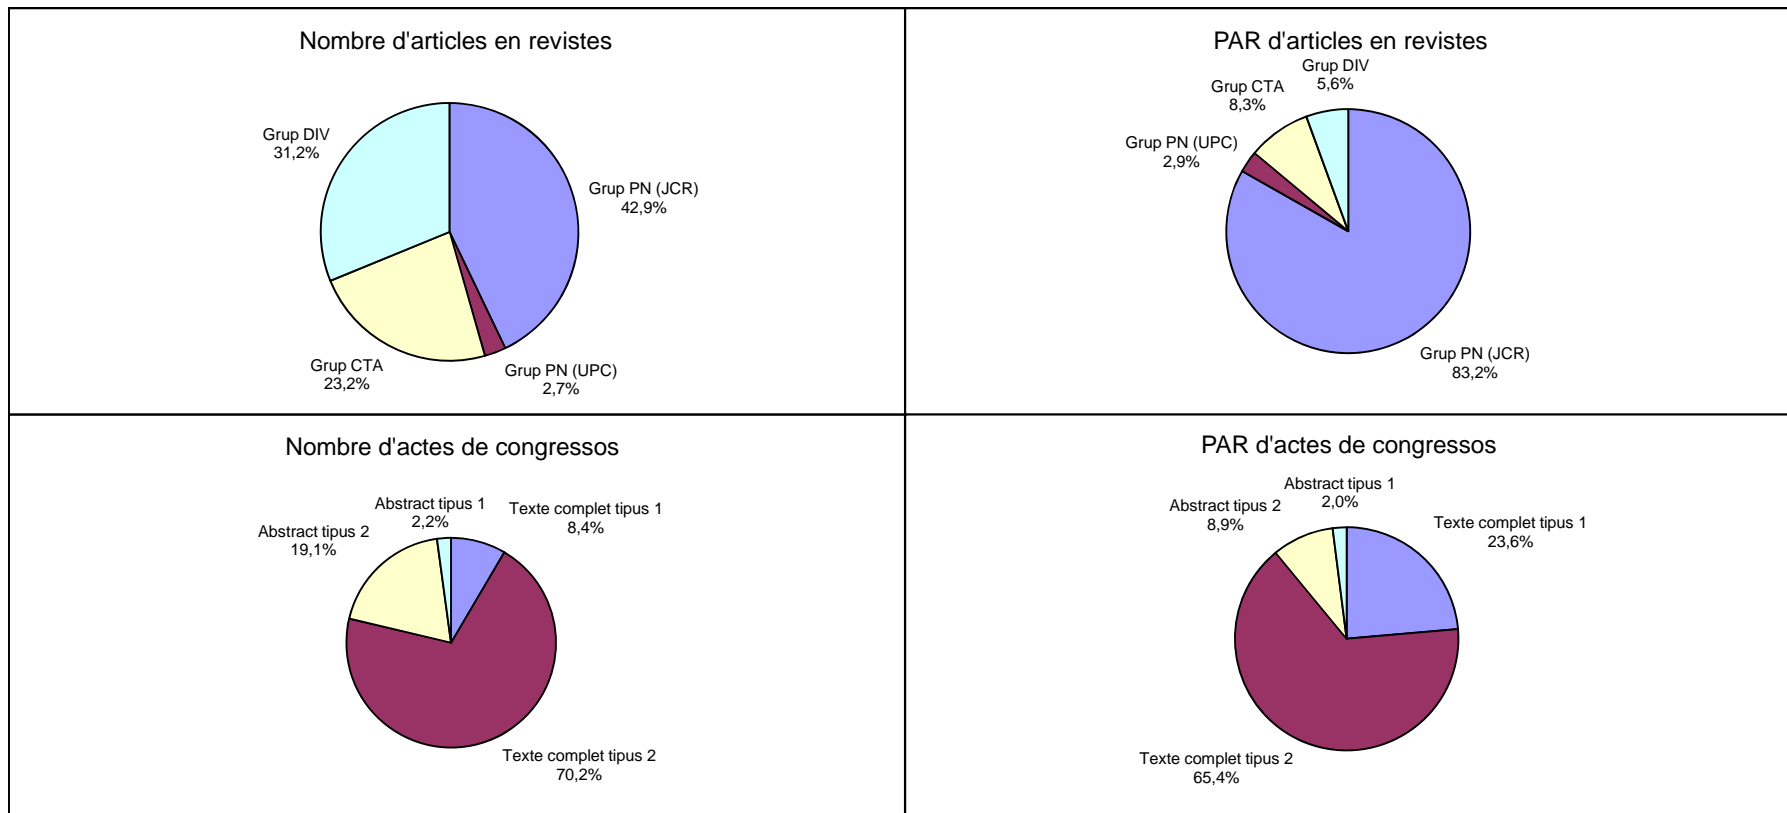 Nombre d'articles en revistes
Grup DIV
31,2%
Grup PN (JCR)
42,9%
Grup CTA
23,2%
Grup PN (UPC)
2,7%
PAR d'articles en revistes
Grup DIV
5,6%
Grup CTA
8,3%
Grup PN (UPC)
2,9%
Grup PN (JCR)
83,2%
Nombre d'actes de congressos
Abstract tipus 1
2,2%
Texte complet tipus 1
8,4%
Abstract tipus 2
19,1%
Texte complet tipus 2
70,2%
PAR d'actes de congressos
Abstract tipus 1
2,0%
Abstract tipus 2
8,9%
Texte complet tipus 1
23,6%
Texte complet tipus 2
65,4%